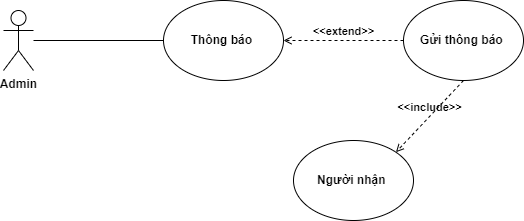 Thông báo
<<extend>>
Gửi thông báo
Admin
<<include>>
Người nhận